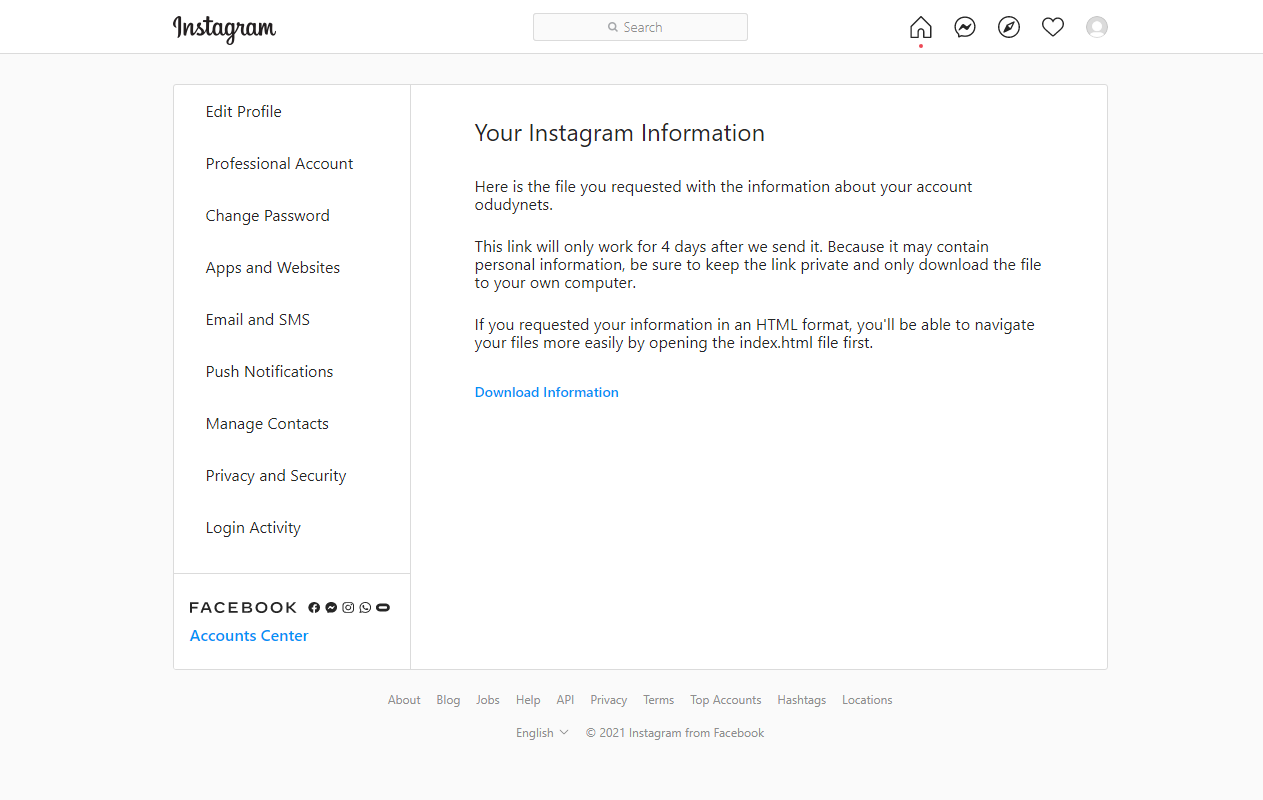 Instagram
Search
Edit Profile
Professional Account
Change Password
Apps and Websites
Email and SMS
Push Notifications
Manage Contacts
Privacy and Security
Login Activity
FACEBOOK
Accounts Center
Your Instagram Information
Here is the file you requested with the information about your account
odudynets.
This link will only work for 4 days after we send it. Because it may contain
personal information, be sure to keep the link private and only download the file
to your own computer.
If you requested your information in an HTML format, you'll be able to navigate
your files more easily by opening the index.html file first.
Download Information
About Blog Jobs Help API Privacy Terms Top Accounts Hashtags Locations
English © 2021 Instagram from Facebook